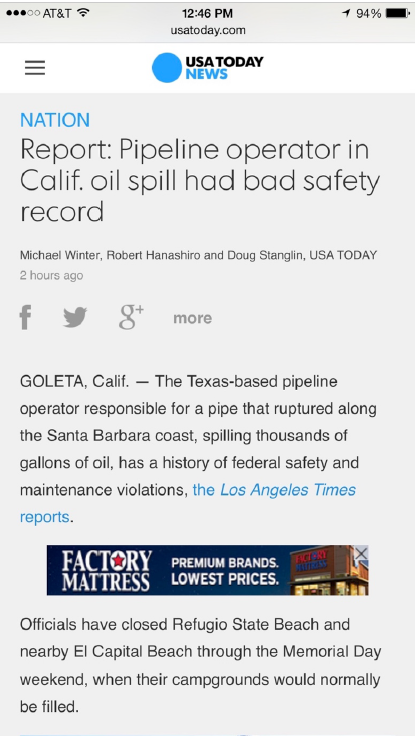 AT&T 12:46 PM 94%
usatoday.com
USA TODAY
NEWS
NATION
Report: Pipeline operator in
Calif. oil spill had bad safety
record
Michael Winter, Robert Hanashiro and Doug Stanglin, USA TODAY
2 hours ago
f g+ more
GOLETA, Calif. — The Texas-based pipeline
operator responsible for a pipe that ruptured along
the Santa Barbara coast, spilling thousands of
gallons of oil, has a history of federal safety and
maintenance violations, the Los Angeles Times
reports.
FACTORY
MATTRESS
PREMIUM BRANDS.
LOWEST PRICES.
FACTORY
MATTRESS
Officials have closed Refugio State Beach and
nearby El Capital Beach through the Memorial Day
weekend, when their campgrounds would normally
be filled.